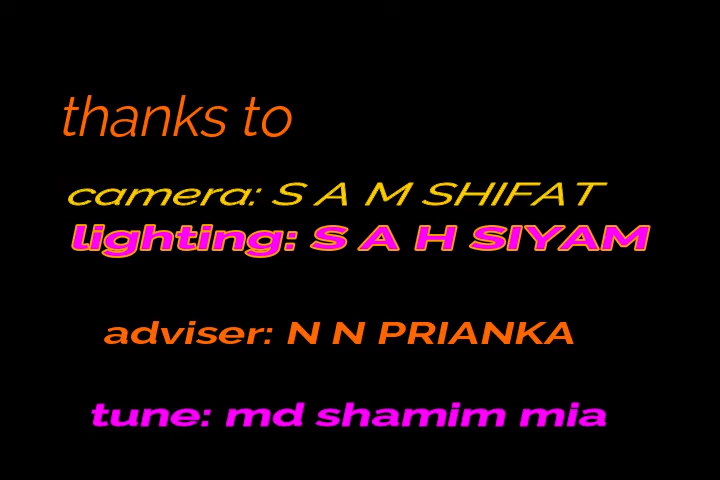 thanks to
camera: S A M SHIFAT
lighting: S A H SIYAM
adviser: N N PRIANKA
tune: md shamim mia